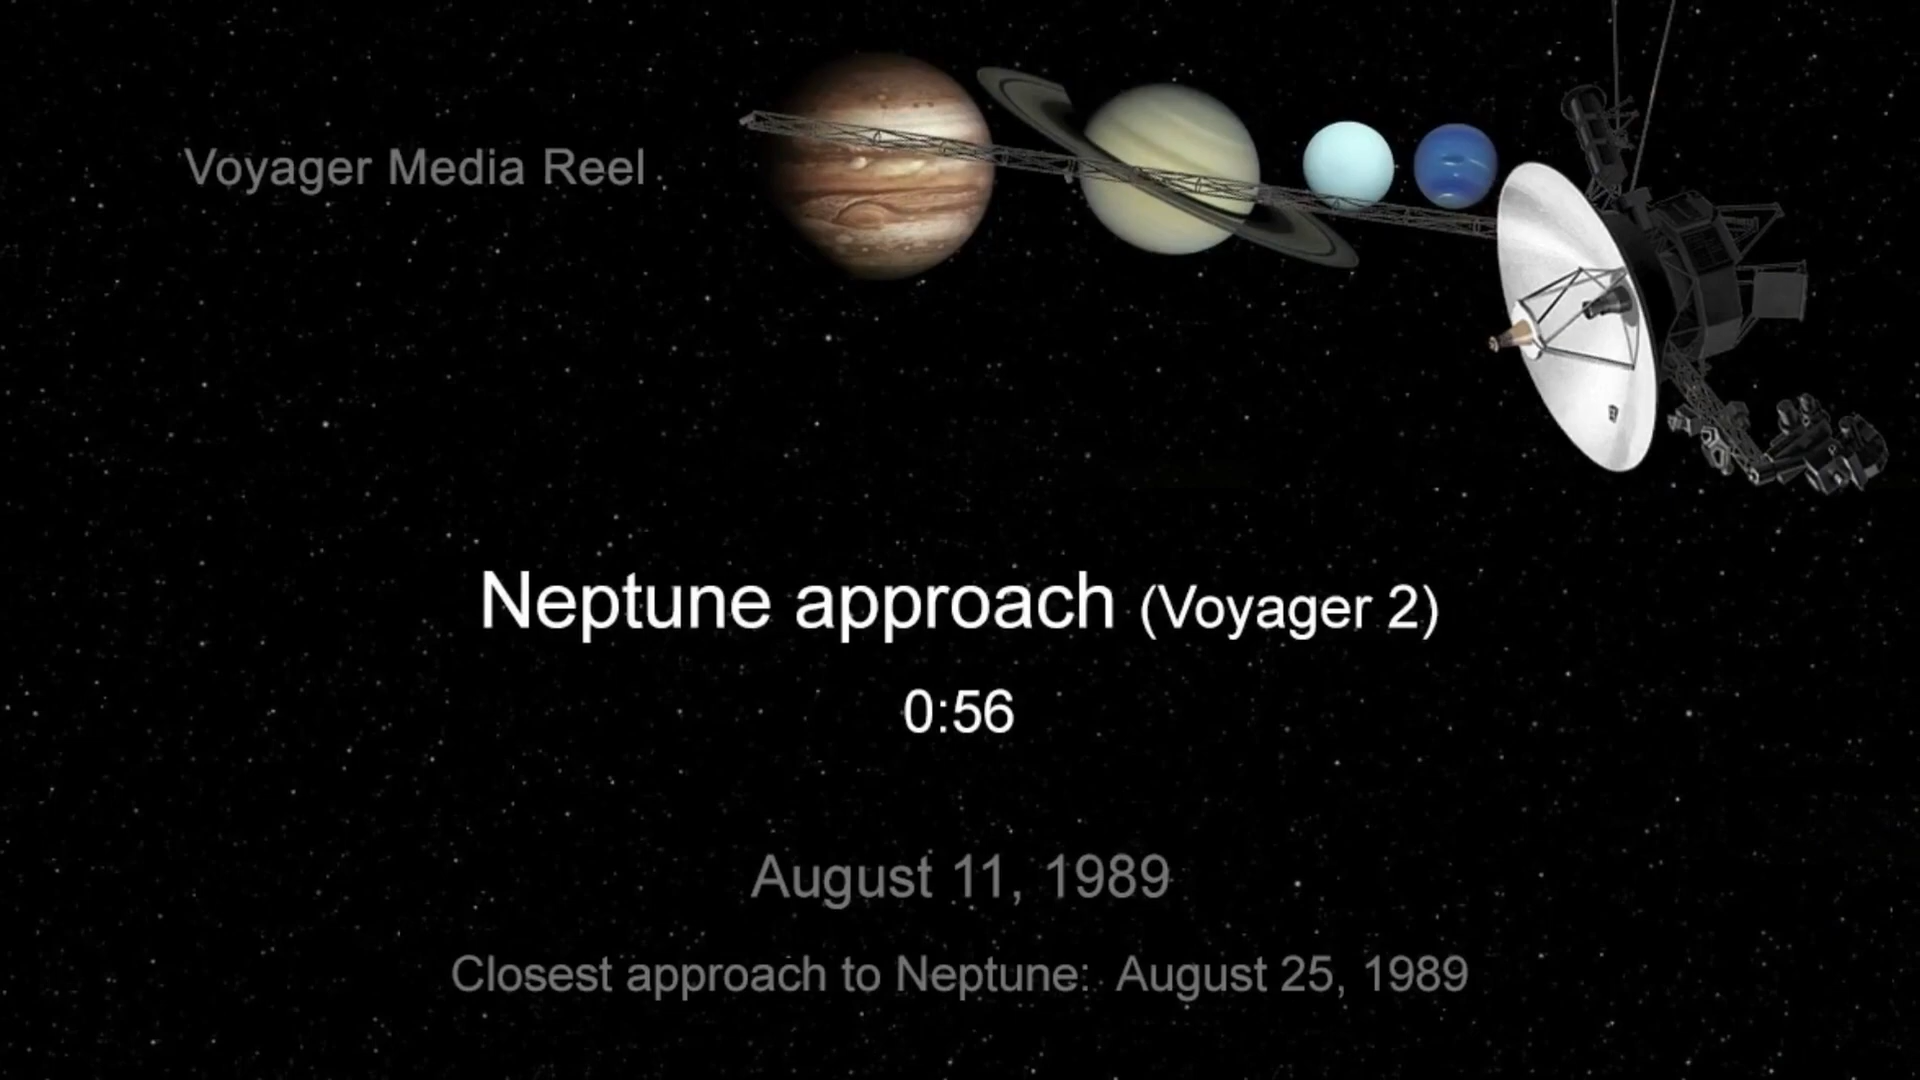 Voyager Media Reel
Neptune approach (Voyager 2)
0:56
August 11, 1989
Closest approach to Neptune: August 25, 1989